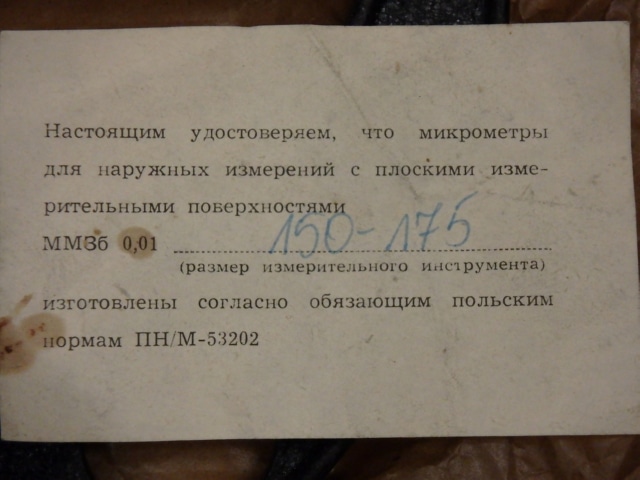 Настоящим удостоверяем, что микрометры
для наружных измерений с плоскими изме-
рительными поверхностями
ММЗб 0,01 150-175
(размер измерительного инструмента)
изготовлены согласно обязающим польским
нормам ПН/М-53202